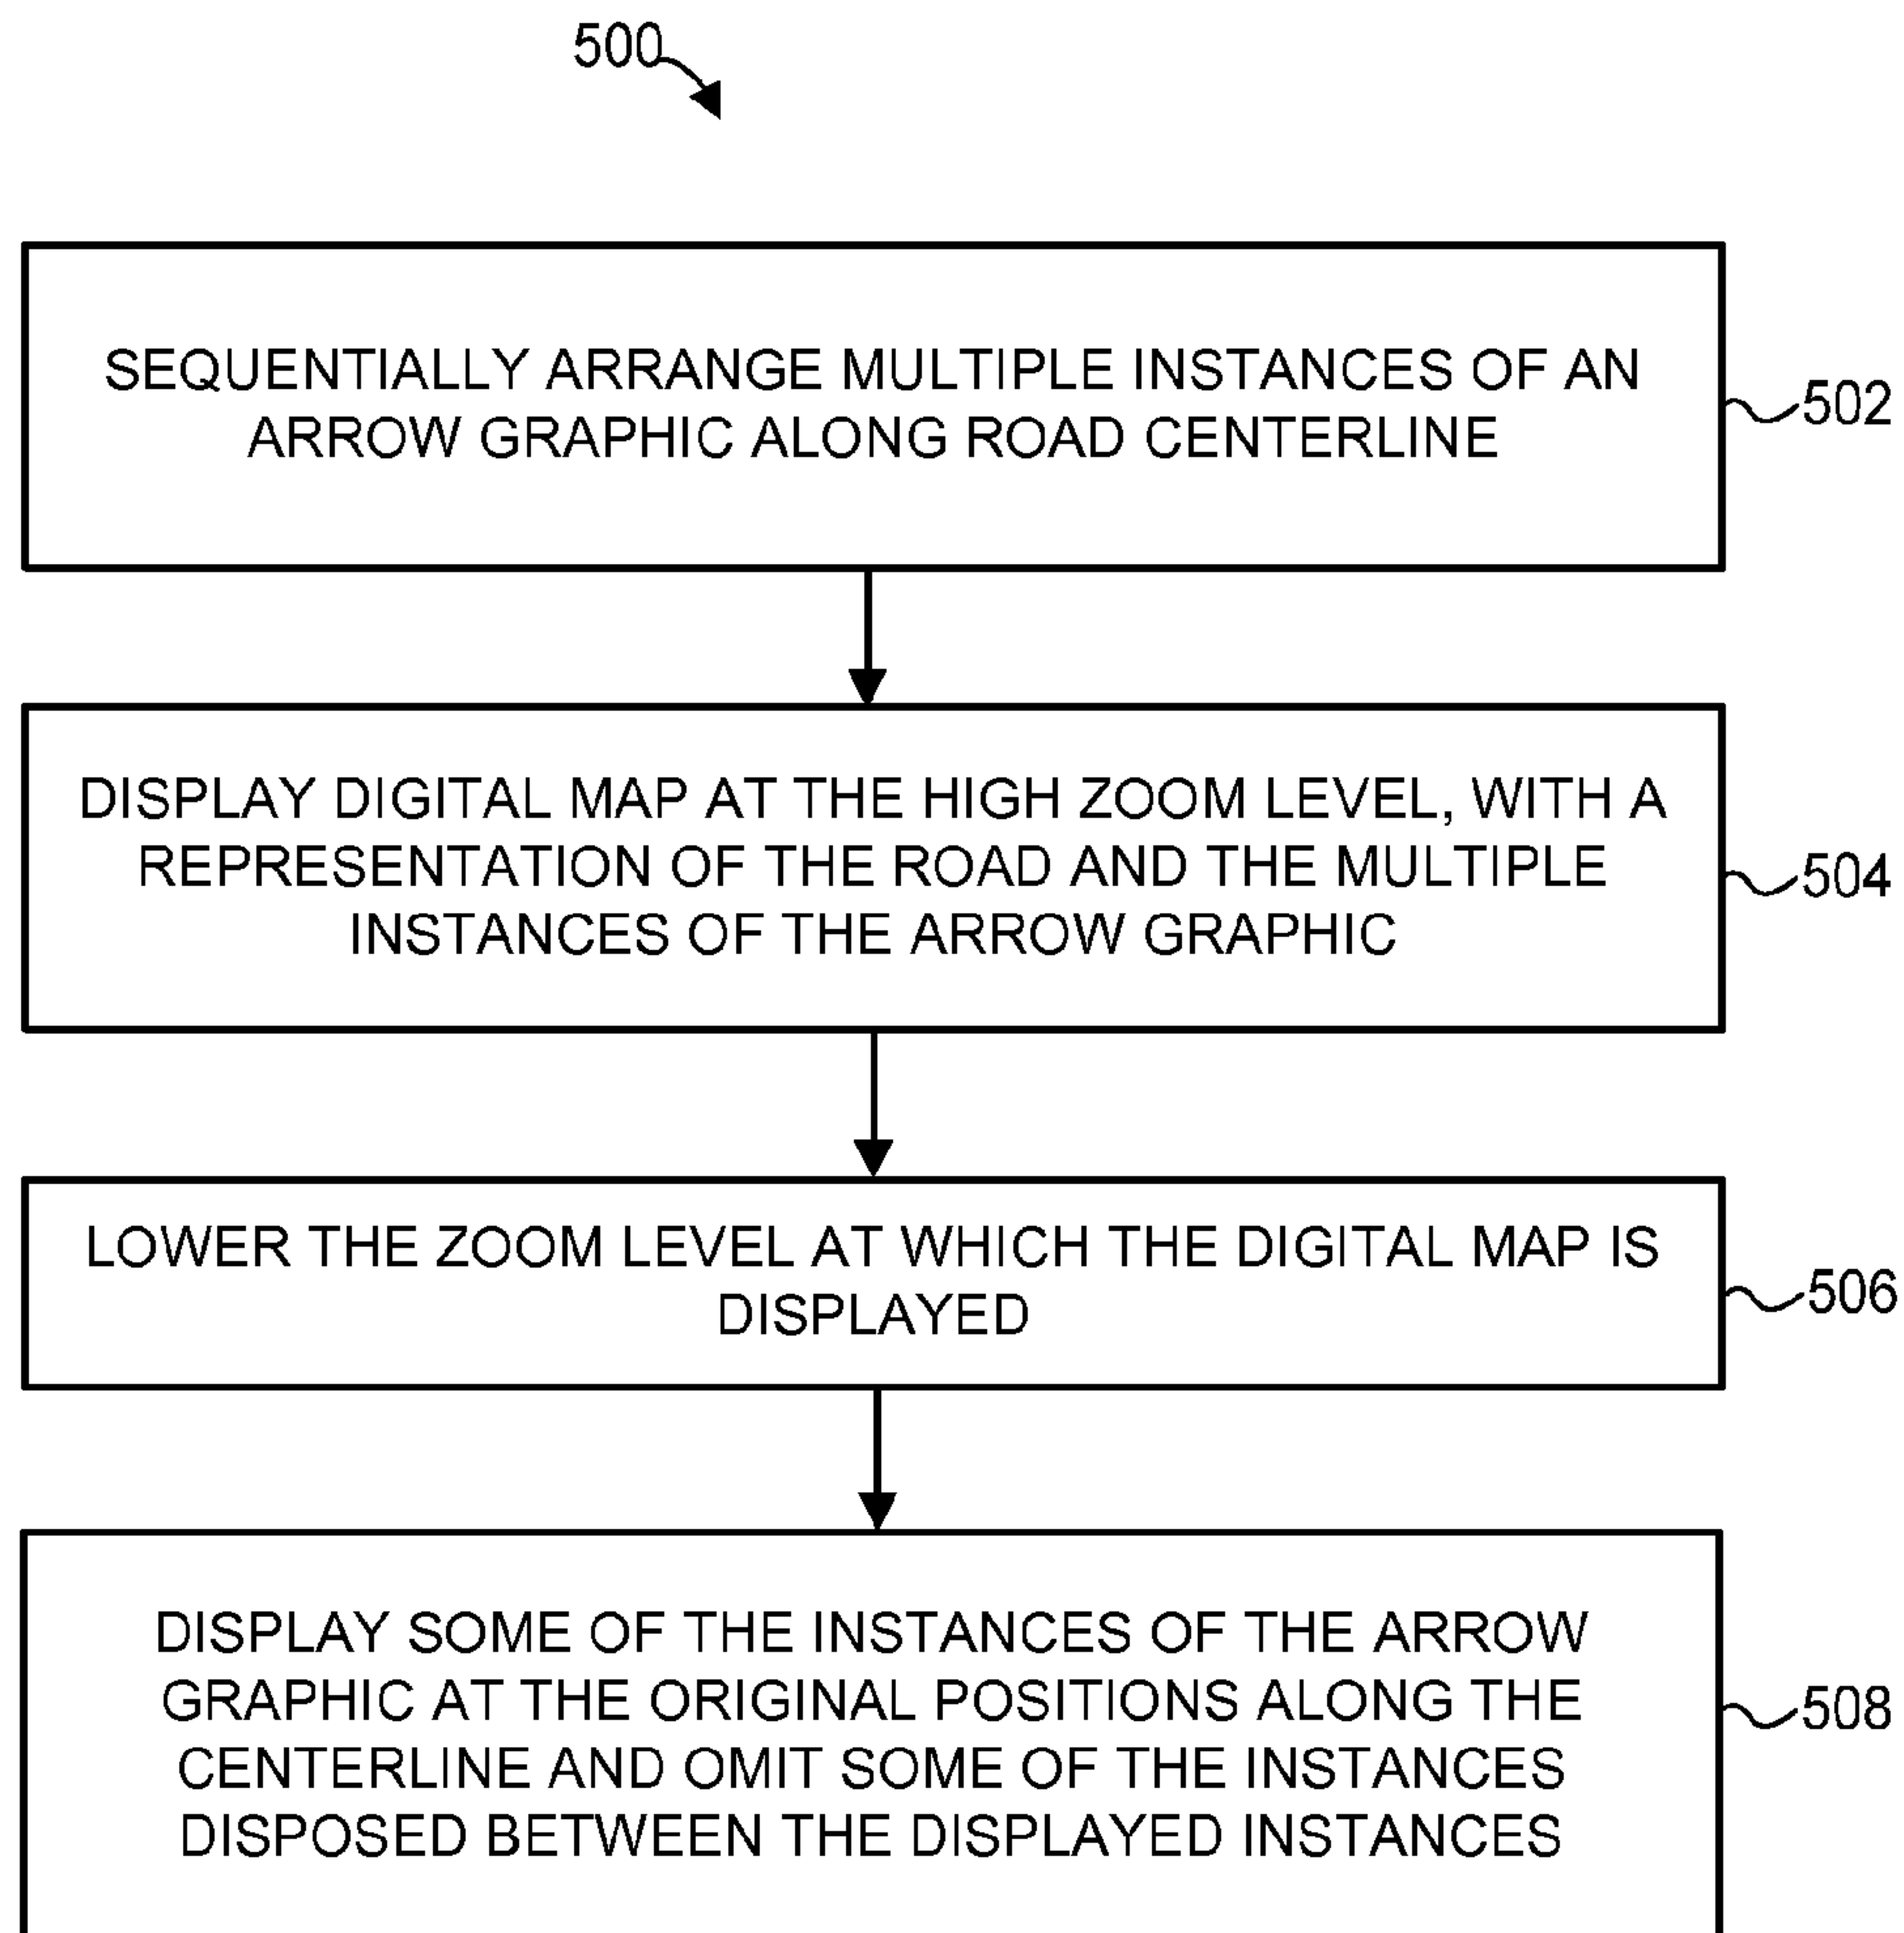 500
SEQUENTIALLY ARRANGE MULTIPLE INSTANCES OF AN
ARROW GRAPHIC ALONG ROAD CENTERLINE
502
DISPLAY DIGITAL MAP AT THE HIGH ZOOM LEVEL, WITH A
REPRESENTATION OF THE ROAD AND THE MULTIPLE
INSTANCES OF THE ARROW GRAPHIC
504
LOWER THE ZOOM LEVEL AT WHICH THE DIGITAL MAP IS
DISPLAYED
506
DISPLAY SOME OF THE INSTANCES OF THE ARROW
GRAPHIC AT THE ORIGINAL POSITIONS ALONG THE
CENTERLINE AND OMIT SOME OF THE INSTANCES
DISPOSED BETWEEN THE DISPLAYED INSTANCES
508